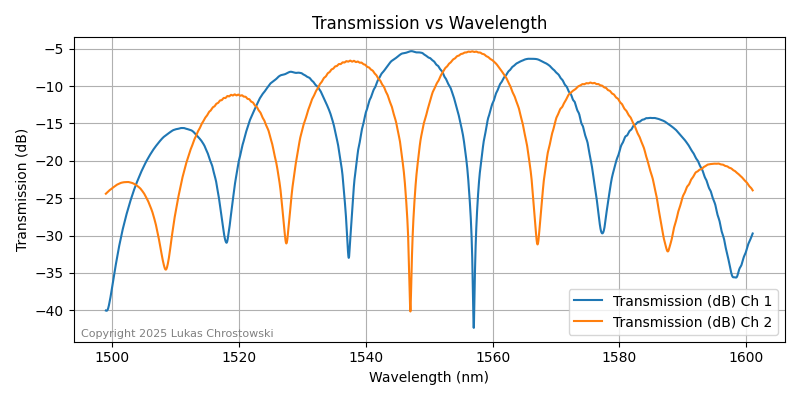 Transmission vs Wavelength
Transmission (dB)
−5
−10
−15
−20
−25
−30
−35
−40
Transmission (dB) Ch 1
Transmission (dB) Ch 2
Copyright 2025 Lukas Chrostowski
1500 1520 1540 1560 1580 1600
Wavelength (nm)